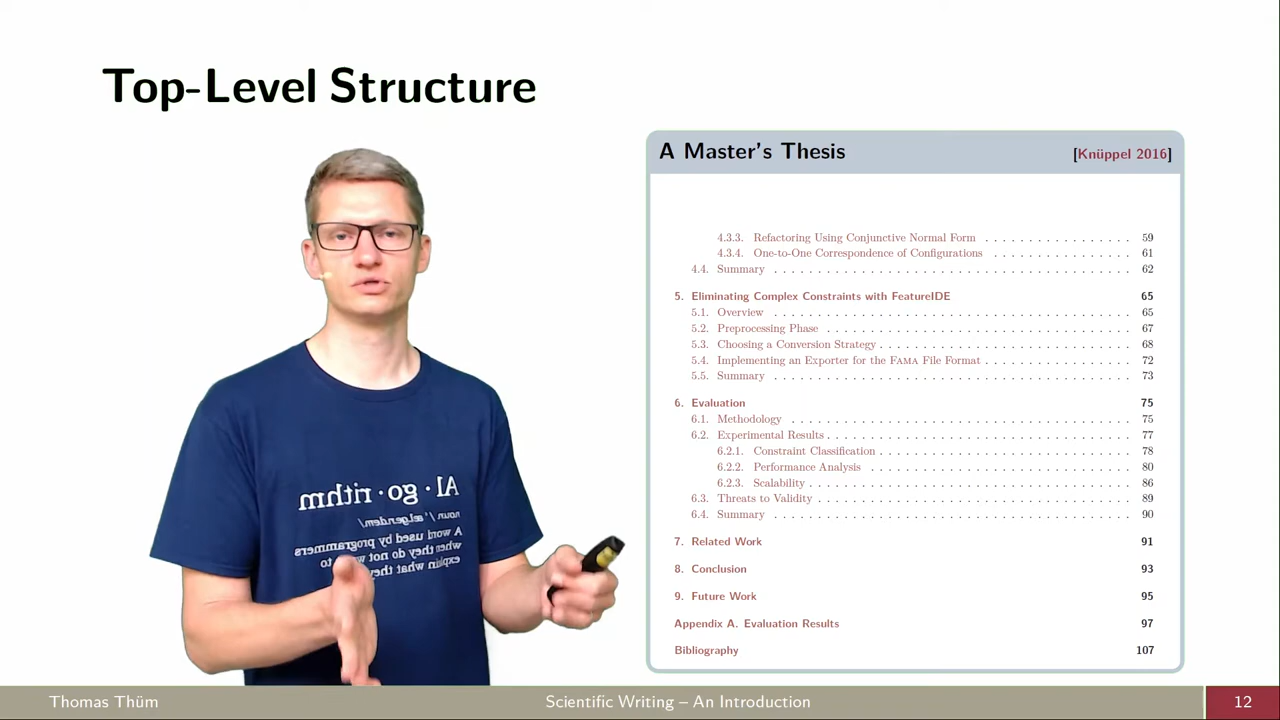 Top-Level Structure
A Master's Thesis [Knüppel 2016]
4.3.3. Refactoring Using Conjunctive Normal Form . . . . . . . . . . . . . . . . 59
4.3.4. One-to-One Correspondence of Configurations . . . . . . . . . . . . . . . 61
4.4. Summary . . . . . . . . . . . . . . . . . . . . . . . . . . . . . . . . . . 62
5. Eliminating Complex Constraints with FeatureIDE 65
5.1. Overview . . . . . . . . . . . . . . . . . . . . . . . . . . . . . . . . . . 65
5.2. Preprocessing Phase . . . . . . . . . . . . . . . . . . . . . . . . . . . . . 67
5.3. Choosing a Conversion Strategy . . . . . . . . . . . . . . . . . . . . . . . . 68
5.4. Implementing an Exporter for the FAMA File Format . . . . . . . . . . . . . . . . 72
5.5. Summary . . . . . . . . . . . . . . . . . . . . . . . . . . . . . . . . . . 73
6. Evaluation 75
6.1. Methodology . . . . . . . . . . . . . . . . . . . . . . . . . . . . . . . . 75
6.2. Experimental Results . . . . . . . . . . . . . . . . . . . . . . . . . . . . . 77
6.2.1. Constraint Classification . . . . . . . . . . . . . . . . . . . . . . . . 78
6.2.2. Performance Analysis . . . . . . . . . . . . . . . . . . . . . . . . . 80
6.2.3. Scalability . . . . . . . . . . . . . . . . . . . . . . . . . . . . . . 86
6.3. Threats to Validity . . . . . . . . . . . . . . . . . . . . . . . . . . . . . 89
6.4. Summary . . . . . . . . . . . . . . . . . . . . . . . . . . . . . . . . . . 90
7. Related Work 91
8. Conclusion 93
9. Future Work 95
Appendix A. Evaluation Results 97
Bibliography 107
Al·go·rithm
noun
A word used by programmers
when they do not
to
explain what they
Thomas Thüm Scientific Writing – An Introduction 12